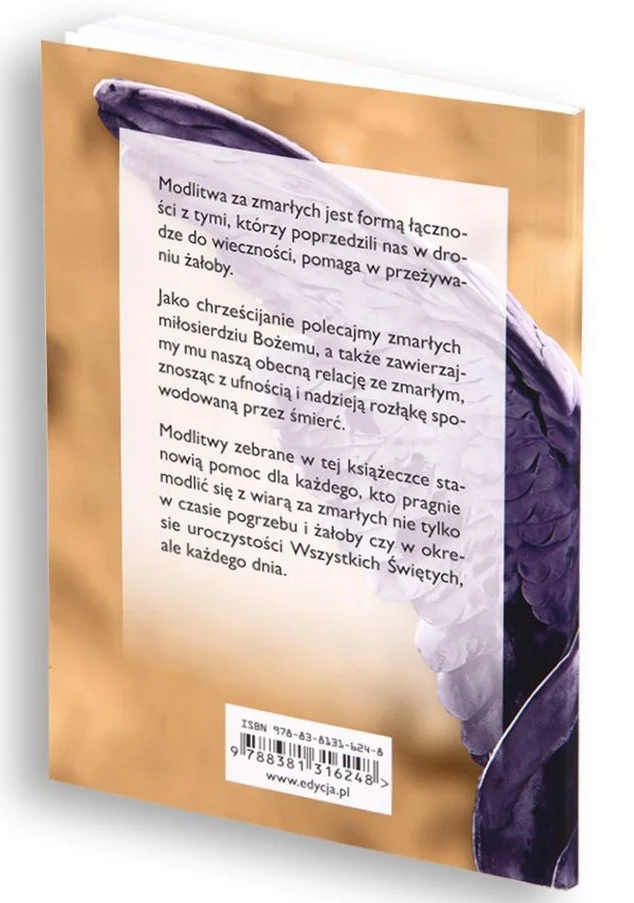 Modlitwa za zmarłych jest formą łączno-
ści z tymi, którzy poprzedzili nas w dro-
dze do wieczności, pomaga w przeżywa-
niu żałoby.
Jako chrześcijanie polecajmy zmarłych
miłosierdziu Bożemu, a także zawierzaj-
my mu naszą obecną relację ze zmarłym,
znosząc z ufnością i nadzieją rozłąkę spo-
wodowaną przez śmierć.
Modlitwy zebrane w tej książeczce sta-
nowią pomoc dla każdego, kto pragnie
modlić się z wiarą za zmarłych nie tylko
w czasie pogrzebu i żałoby czy w okre-
sie uroczystości Wszystkich Świętych,
ale każdego dnia.
ISBN 978-83-8131-624-8
9 788381 316248 >
www.edycja.pl